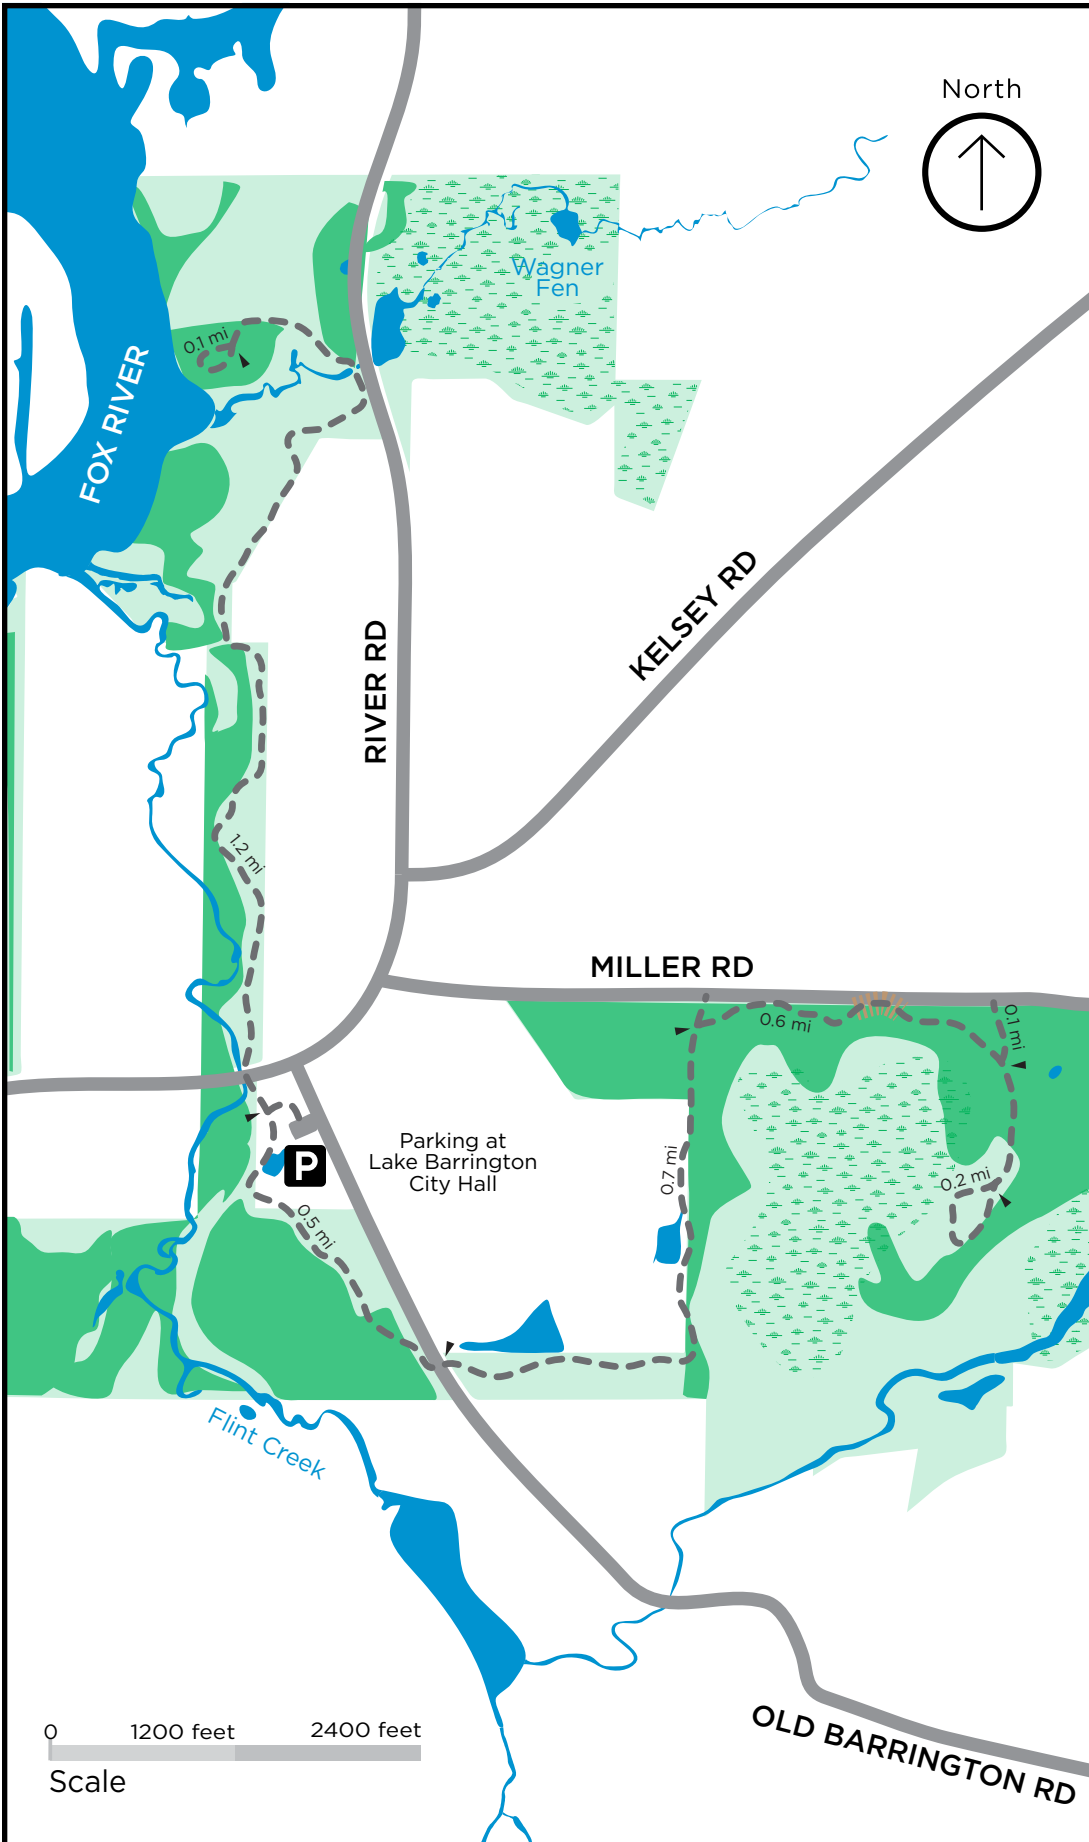 North
Wagner
Fen
0.1 mi
FOX RIVER
KELSEY RD
RIVER RD
1.2 mi
MILLER RD
0.6 mi
0.1 mi
Parking at
Lake Barrington
City Hall
P
0.7 mi
0.2 mi
0.5 mi
Flint Creek
OLD BARRINGTON RD
0 1200 feet 2400 feet
Scale